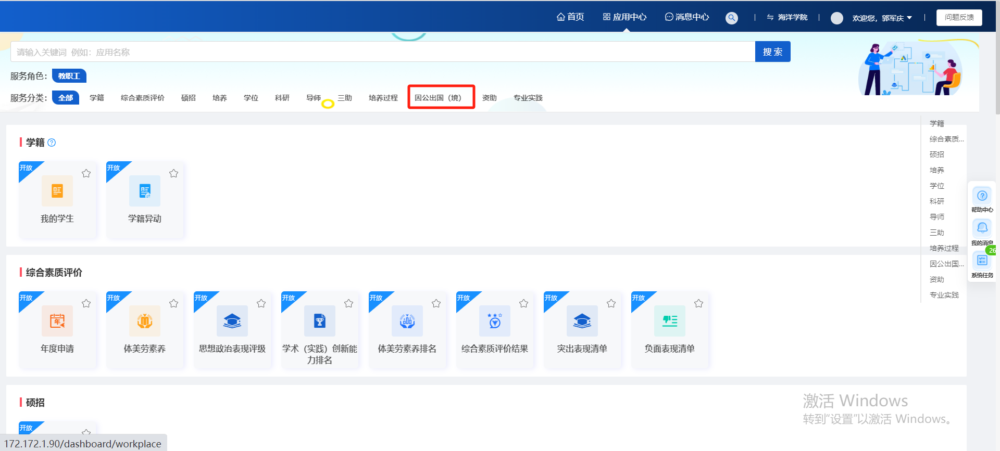 首页 应用中心 消息中心 海洋学院 欢迎您，郭军庆 问题反馈
请输入关键词 例如：应用名称 搜 索
服务角色： 教职工
服务分类： 全部 学籍 综合素质评价 硕招 培养 学位 科研 导师 三助 培养过程 因公出国（境） 资助 专业实践
学籍
开放 开放
我的学生 学籍异动
综合素质评价
开放 开放 开放 开放 开放 开放 开放 开放
年
年度申请 体美劳素养 思想政治表现评级 学术（实践）创新能力排名 体美劳素养排名 综合素质评价结果 突出表现清单 负面表现清单
硕招
开放
学籍
综合素质...
硕招
培养
学位
科研
导师
三助
培养过程
因公出国...
资助
专业实践
帮助中心
我的消息
26
系统任务
激活 Windows
转到“设置”以激活 Windows。
172.172.1.90/dashboard/workplace